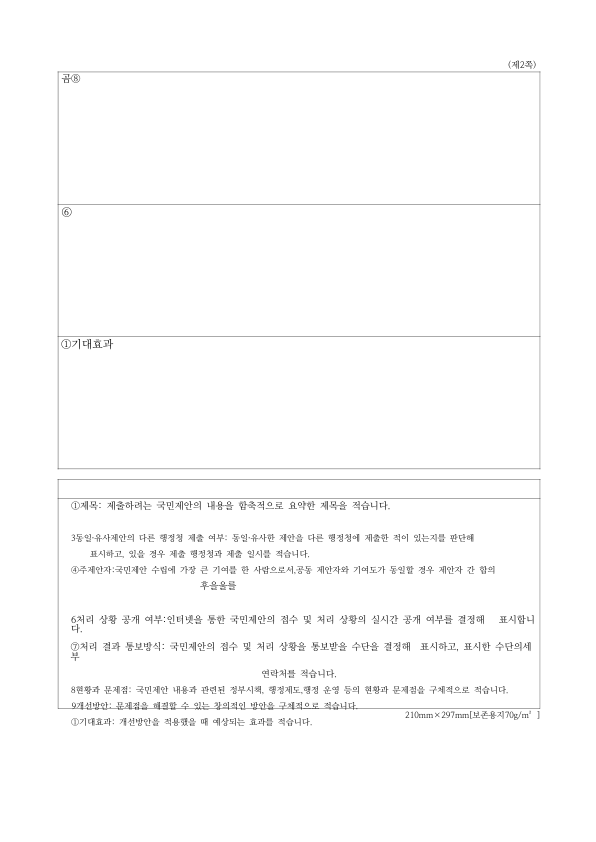 (제2쪽)
곰⑧
⑥
①기대효과
①제목: 제출하려는 국민제안의 내용을 함축적으로 요약한 제목을 적습니다.
3동일·유사제안의 다른 행정청 제출 여부: 동일·유사한 제안을 다른 행정청에 제출한 적이 있는지를 판단해
표시하고, 있을 경우 제출 행정청과 제출 일시를 적습니다.
④주제안자:국민제안 수립에 가장 큰 기여를 한 사람으로서,공동 제안자와 기여도가 동일할 경우 제안자 간 합의
후을을를
6처리 상황 공개 여부:인터넷을 통한 국민제안의 접수 및 처리 상황의 실시간 공개 여부를 결정해 표시합니
다.
⑦처리 결과 통보방식: 국민제안의 접수 및 처리 상황을 통보받을 수단을 결정해 표시하고, 표시한 수단의세
부
연락처를 적습니다.
8현황과 문제점: 국민제안 내용과 관련된 정부시책, 행정제도,행정 운영 등의 현황과 문제점을 구체적으로 적습니다.
9개선방안: 문제점을 해결할 수 있는 창의적인 방안을 구체적으로 적습니다.
210mm×297mm[보존용지70g/㎡ ]
①기대효과: 개선방안을 적용했을 때 예상되는 효과를 적습니다.